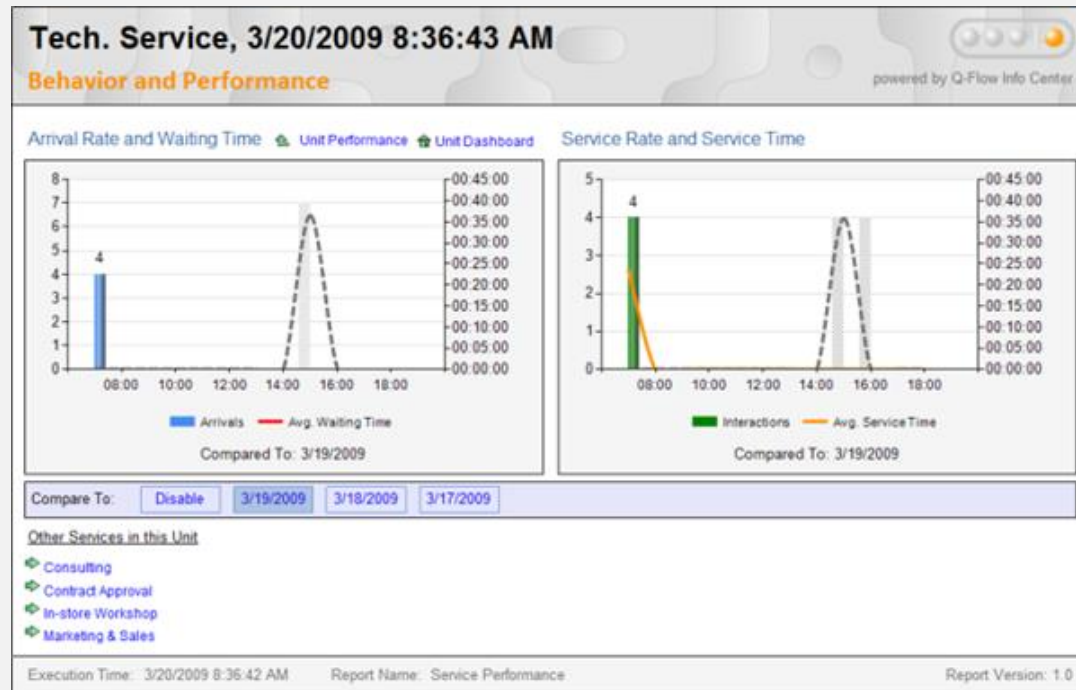 Tech. Service, 3/20/2009 8:36:43 AM
Behavior and Performance
powered by Q-Flow Info Center
Arrival Rate and Waiting Time Unit Performance Unit Dashboard
8
7
6
5
4
3
2
1
0
4
00:45:00
00:40:00
00:35:00
00:30:00
00:25:00
00:20:00
00:15:00
00:10:00
00:05:00
00:00:00
08:00 10:00 12:00 14:00 16:00 18:00
Arrivals Avg. Waiting Time
Compared To: 3/19/2009
Service Rate and Service Time
5
4
3
2
1
0
4
00:45:00
00:40:00
00:35:00
00:30:00
00:25:00
00:20:00
00:15:00
00:10:00
00:05:00
00:00:00
08:00 10:00 12:00 14:00 16:00 18:00
Interactions Avg. Service Time
Compared To: 3/19/2009
Compare To: Disable 3/19/2009 3/18/2009 3/17/2009
Other Services in this Unit
Consulting
Contract Approval
In-store Workshop
Marketing & Sales
Execution Time: 3/20/2009 8:36:42 AM Report Name: Service Performance Report Version: 1.0